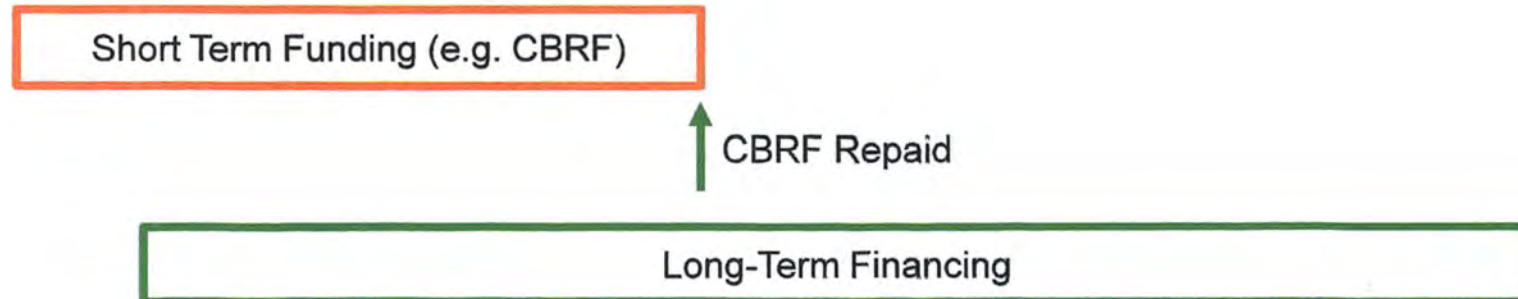 Short Term Funding (e.g. CBRF)
CBRF Repaid
Long-Term Financing